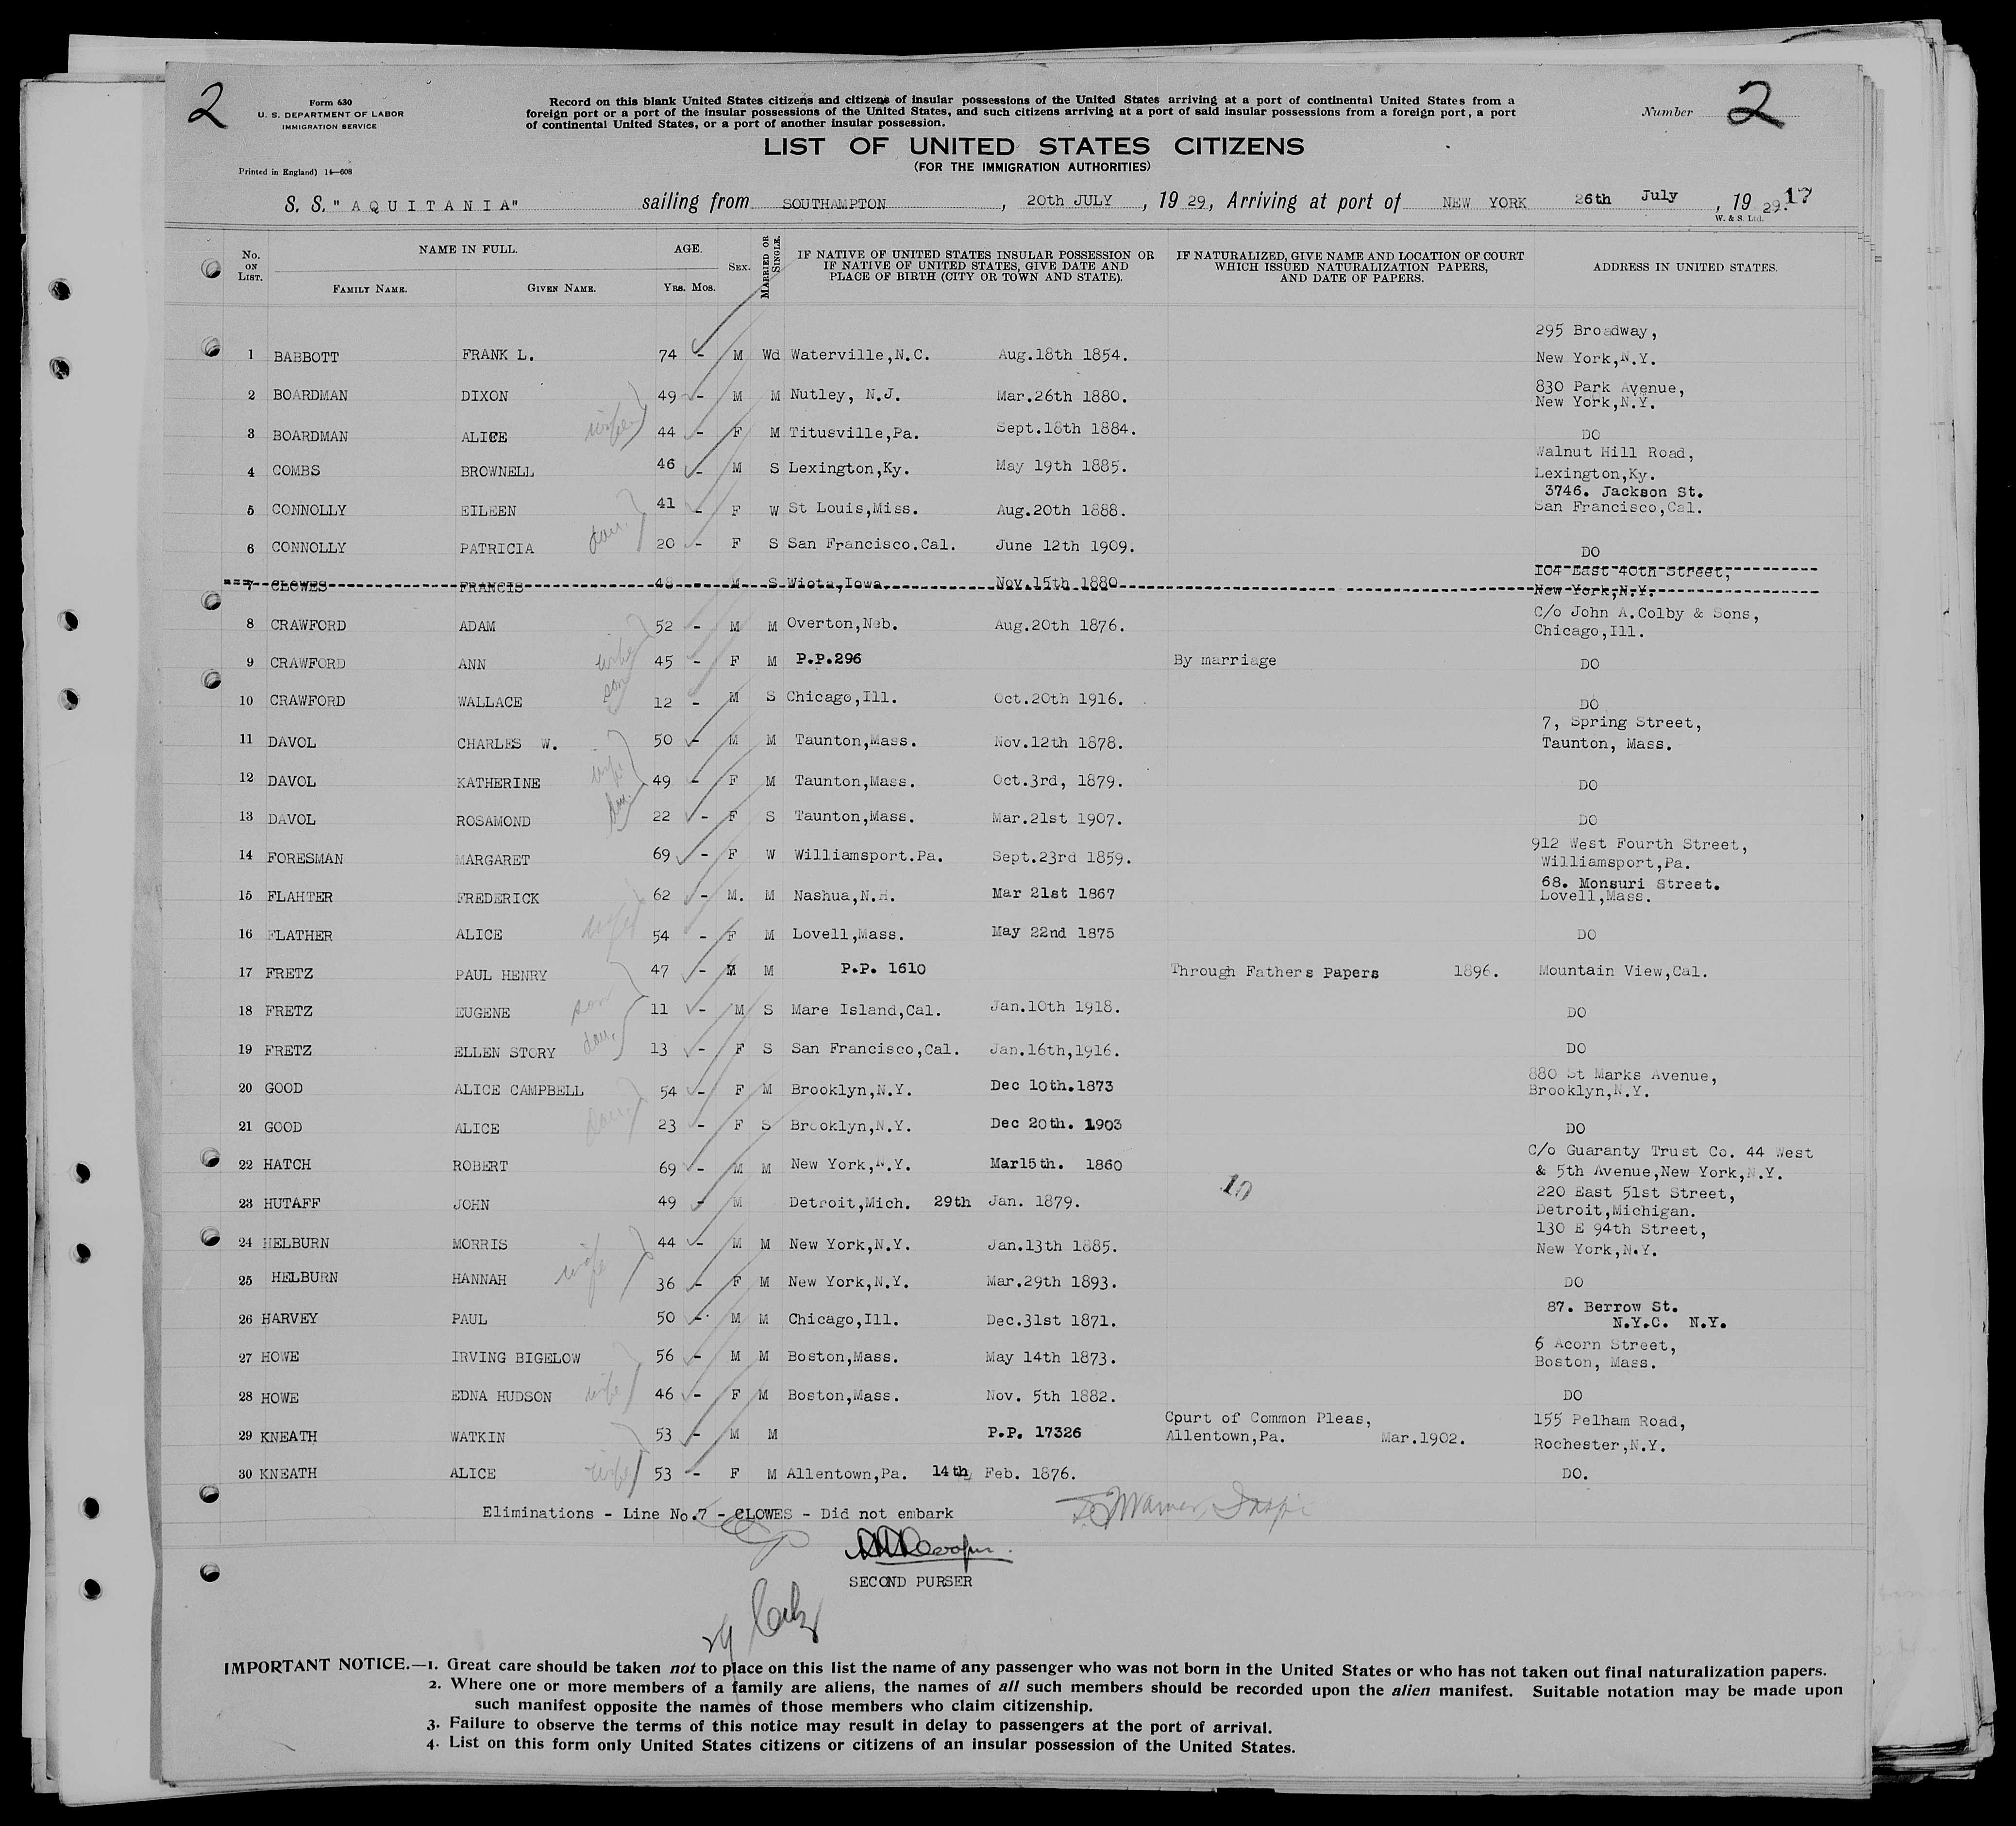 2
Form 630
U. S. DEPARTMENT OF LABOR
IMMIGRATION SERVICE
Printed in England) 14—608
Record on this blank United States citizens and citizens of insular possessions of the United States arriving at a port of continental United States from a
foreign port or a port of the insular possessions of the United States, and such citizens arriving at a port of said insular possessions from a foreign port, a port
of continental United States, or a port of another insular possession.
Number 2
LIST OF UNITED STATES CITIZENS
(FOR THE IMMIGRATION AUTHORITIES)
S. S. "AQUITANIA" sailing from SOUTHAMPTON, 20th JULY, 19 29, Arriving at port of NEW YORK 26th July, 19 29. 17
W. & S. Ltd.
No. ON LIST. NAME IN FULL. FAMILY NAME. GIVEN NAME. AGE. YRS. MOS. SEX. MARRIED OR SINGLE. IF NATIVE OF UNITED STATES INSULAR POSSESSION OR IF NATIVE OF UNITED STATES, GIVE DATE AND PLACE OF BIRTH (CITY OR TOWN AND STATE). IF NATURALIZED, GIVE NAME AND LOCATION OF COURT WHICH ISSUED NATURALIZATION PAPERS, AND DATE OF PAPERS. ADDRESS IN UNITED STATES.
1 BABBOTT FRANK L. 74 - M Wd Waterville,N.C. Aug.18th 1854. 295 Broadway, New York,N.Y.
2 BOARDMAN DIXON 49 - M M Nutley, N.J. Mar.26th 1880. 830 Park Avenue, New York,N.Y.
3 BOARDMAN ALICE wife 44 - F M Titusville,Pa. Sept.18th 1884. DO
4 COMBS BROWNELL 46 - M S Lexington,Ky. May 19th 1885. Walnut Hill Road, Lexington,Ky.
5 CONNOLLY EILEEN 41 - F W St Louis,Miss. Aug.20th 1888. 3746. Jackson St. San Francisco,Cal.
6 CONNOLLY PATRICIA dau. 20 - F S San Francisco.Cal. June 12th 1909. DO
7 CLOWES FRANCIS 48 - M S Wiota,Iowa. Nov.15th 1880 104 East 40th Street, New York,N.Y.
8 CRAWFORD ADAM 52 - M M Overton,Neb. Aug.20th 1876. C/o John A.Colby & Sons, Chicago,Ill.
9 CRAWFORD ANN wife 45 - F M P.P.296 By marriage DO
10 CRAWFORD WALLACE son 12 - M S Chicago,Ill. Oct.20th 1916. DO
11 DAVOL CHARLES W. 50 - M M Taunton,Mass. Nov.12th 1878. 7, Spring Street, Taunton, Mass.
12 DAVOL KATHERINE wife 49 - F M Taunton,Mass. Oct.3rd, 1879. DO
13 DAVOL ROSAMOND dau. 22 - F S Taunton,Mass. Mar.21st 1907. DO
14 FORESMAN MARGARET 69 - F W Williamsport.Pa. Sept.23rd 1859. 912 West Fourth Street, Williamsport,Pa.
15 FLAHTER FREDERICK 62 - M. M Nashua,N.H. Mar 21st 1867 68. Monsuri Street. Lovell,Mass.
16 FLATHER ALICE wife 54 - F M Lovell,Mass. May 22nd 1875 DO
17 FRETZ PAUL HENRY 47 - M M P.P. 1610 Through Fathers Papers 1896. Mountain View,Cal.
18 FRETZ EUGENE son 11 - M S Mare Island,Cal. Jan.10th 1918. DO
19 FRETZ ELLEN STORY dau. 13 - F S San Francisco,Cal. Jan.16th,1916. DO
20 GOOD ALICE CAMPBELL 54 - F M Brooklyn,N.Y. Dec 10th.1873 880 St Marks Avenue, Brooklyn,N.Y.
21 GOOD ALICE dau. 23 - F S Brooklyn,N.Y. Dec 20th. 1903 DO
22 HATCH ROBERT 69 - M M New York,N.Y. Mar15th. 1860 C/o Guaranty Trust Co. 44 West & 5th Avenue,New York,N.Y.
23 HUTAFF JOHN 49 - M Detroit,Mich. 29th Jan. 1879. 10 220 East 51st Street, Detroit,Michigan.
24 HELBURN MORRIS 44 - M M New York,N.Y. Jan.13th 1885. 130 E 94th Street, New York,N.Y.
25 HELBURN HANNAH wife 36 - F M New York,N.Y. Mar.29th 1893. DO
26 HARVEY PAUL 50 - M M Chicago,Ill. Dec.31st 1871. 87. Berrow St. N.Y.C. N.Y.
27 HOWE IRVING BIGELOW 56 - M M Boston,Mass. May 14th 1873. 6 Acorn Street, Boston, Mass.
28 HOWE EDNA HUDSON wife 46 - F M Boston,Mass. Nov. 5th 1882. DO
29 KNEATH WATKIN 53 - M M P.P. 17326 Court of Common Pleas, Allentown,Pa. Mar.1902. 155 Pelham Road, Rochester,N.Y.
30 KNEATH ALICE wife 53 - F M Allentown,Pa. 14th Feb. 1876. DO.
Eliminations - Line No.7 - CLOWES - Did not embark
SECOND PURSER
IMPORTANT NOTICE.—1. Great care should be taken not to place on this list the name of any passenger who was not born in the United States or who has not taken out final naturalization papers.
2. Where one or more members of a family are aliens, the names of all such members should be recorded upon the alien manifest. Suitable notation may be made upon
such manifest opposite the names of those members who claim citizenship.
3. Failure to observe the terms of this notice may result in delay to passengers at the port of arrival.
4. List on this form only United States citizens or citizens of an insular possession of the United States.